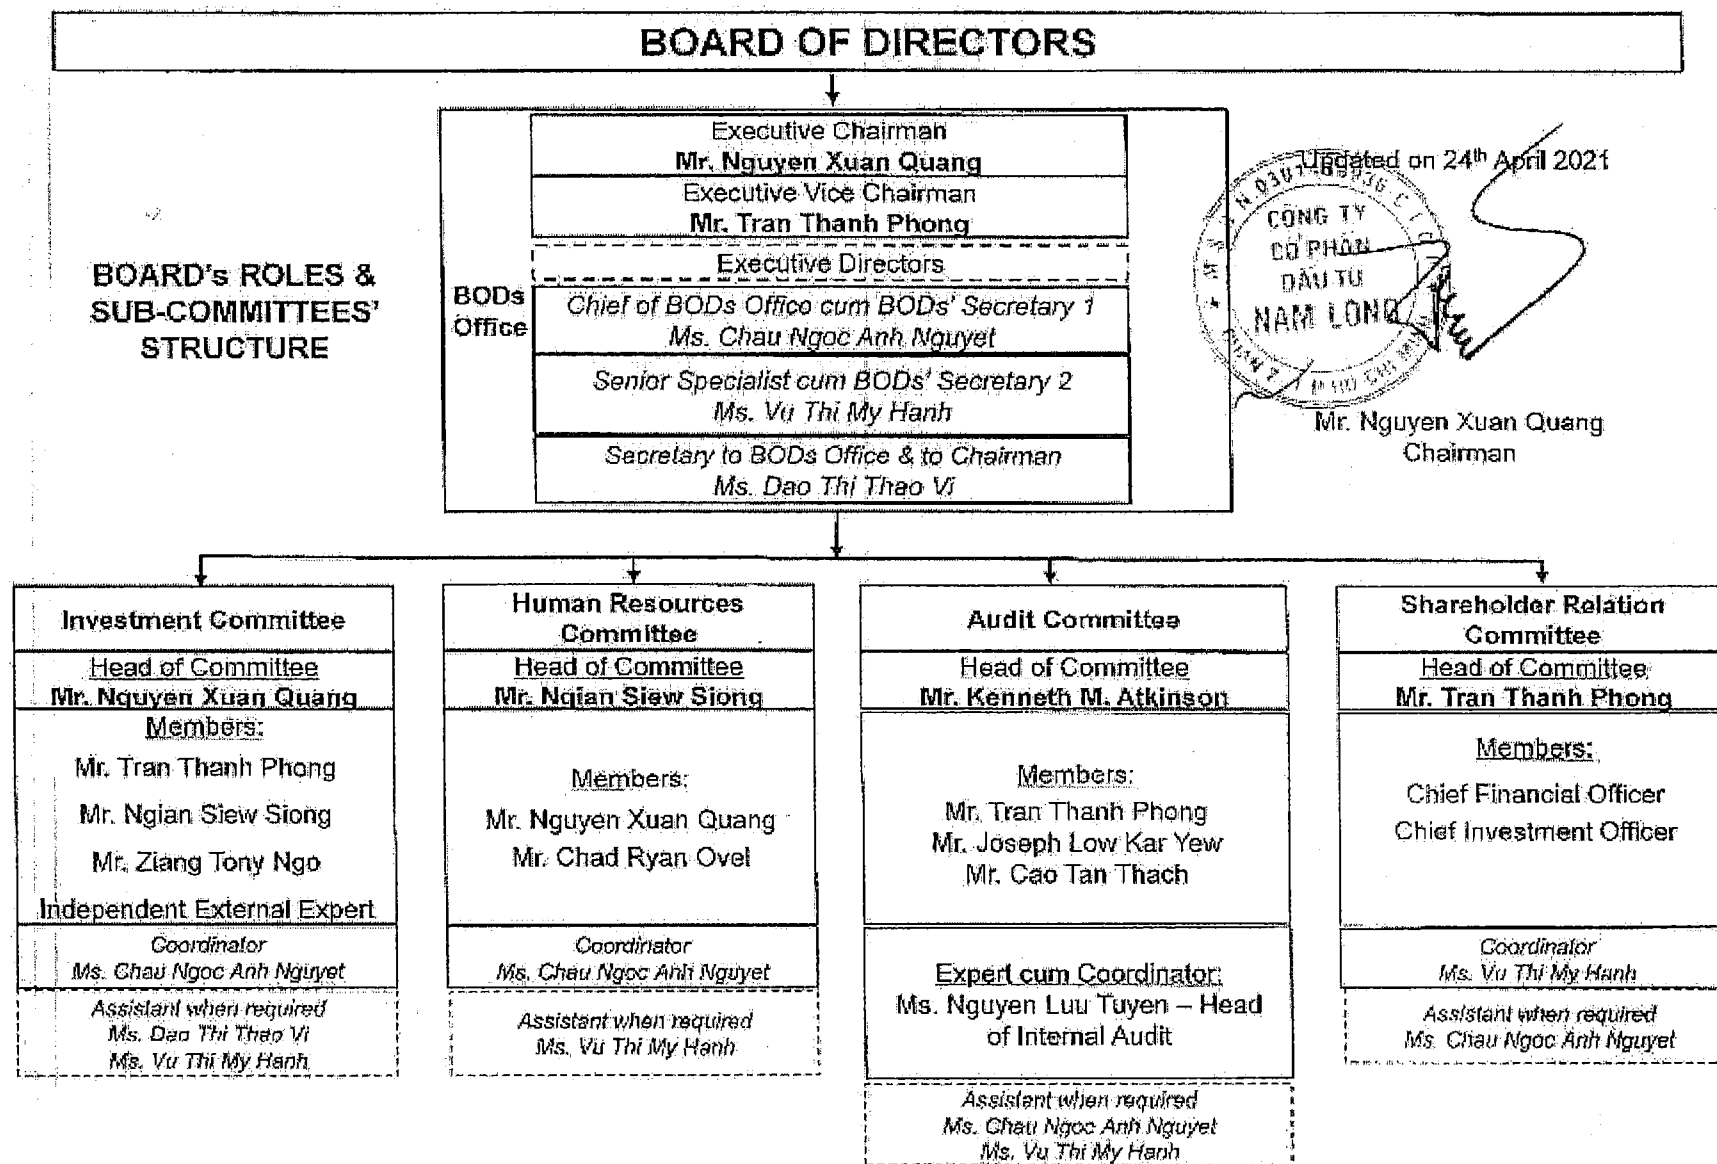 BOARD OF DIRECTORS
Executive Chairman
Mr. Nguyen Xuan Quang
Executive Vice Chairman
Mr. Tran Thanh Phong
Executive Directors
BODs
Office
Chief of BODs Office cum BODs' Secretary 1
Ms. Chau Ngoc Anh Nguyet
Senior Specialist cum BODs' Secretary 2
Ms. Vu Thi My Hanh
Secretary to BODs Office & to Chairman
Ms. Dao Thi Thao Vi
BOARD's ROLES &
SUB-COMMITTEES'
STRUCTURE
Updated on 24th April 2021
CÔNG TY
CỔ PHẦN
ĐẦU TƯ
NAM LONG
Mr. Nguyen Xuan Quang
Chairman
Investment Committee
Head of Committee
Mr. Nguyen Xuan Quang
Members:
Mr. Tran Thanh Phong
Mr. Ngian Siew Siong
Mr. Ziang Tony Ngo
Independent External Expert
Coordinator
Ms. Chau Ngoc Anh Nguyet
Assistant when required
Ms. Dao Thi Thao Vi
Ms. Vu Thi My Hanh
Human Resources
Committee
Head of Committee
Mr. Ngian Siew Siong
Members:
Mr. Nguyen Xuan Quang
Mr. Chad Ryan Ovel
Coordinator
Ms. Chau Ngoc Anh Nguyet
Assistant when required
Ms. Vu Thi My Hanh
Audit Committee
Head of Committee
Mr. Kenneth M. Atkinson
Members:
Mr. Tran Thanh Phong
Mr. Joseph Low Kar Yew
Mr. Cao Tan Thach
Expert cum Coordinator:
Ms. Nguyen Luu Tuyen – Head
of Internal Audit
Assistant when required
Ms. Chau Ngoc Anh Nguyet
Ms. Vu Thi My Hanh
Shareholder Relation
Committee
Head of Committee
Mr. Tran Thanh Phong
Members:
Chief Financial Officer
Chief Investment Officer
Coordinator
Ms. Vu Thi My Hanh
Assistant when required
Ms. Chau Ngoc Anh Nguyet